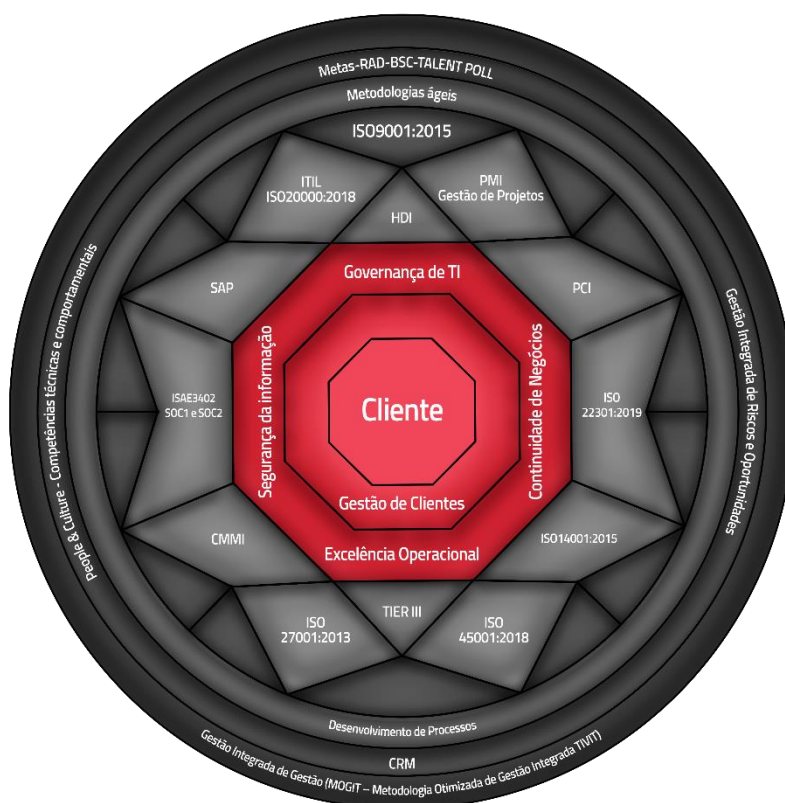 Metas-RAD-BSC-TALENT POLL
Metodologias ágeis
ISO9001:2015
ITIL
ISO20000:2018
PMI
Gestão de Projetos
HDI
SAP
Governança de TI
PCI
People& Culture - Competências técnicas e comportamentais
Gestão Integrada de Riscos e Oportunidades
ISAE3402
SOC1 e SOC2
Segurança da informação
Cliente
Continuidade de Negócios
ISO
22301:2019
Gestão de Clientes
CMMI
Excelência Operacional
ISO14001:2015
ISO
27001:2013
TIER III
ISO
45001:2018
Desenvolvimento de Processos
CRM
Gestão Integrada de Gestão (MOGIT – Metodologia Otimizada de Gestão Integrada TIVIT)